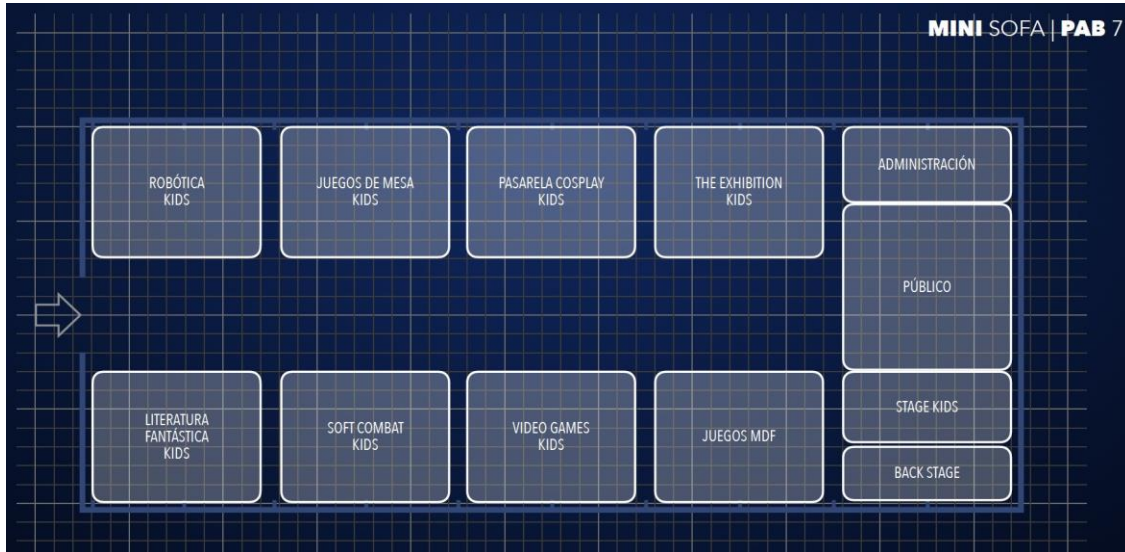 MINI SOFA | PAB 7
ROBÓTICA
KIDS
JUEGOS DE MESA
KIDS
PASARELA COSPLAY
KIDS
THE EXHIBITION
KIDS
ADMINISTRACIÓN
PÚBLICO
LITERATURA
FANTÁSTICA
KIDS
SOFT COMBAT
KIDS
VIDEO GAMES
KIDS
JUEGOS MDF
STAGE KIDS
BACK STAGE